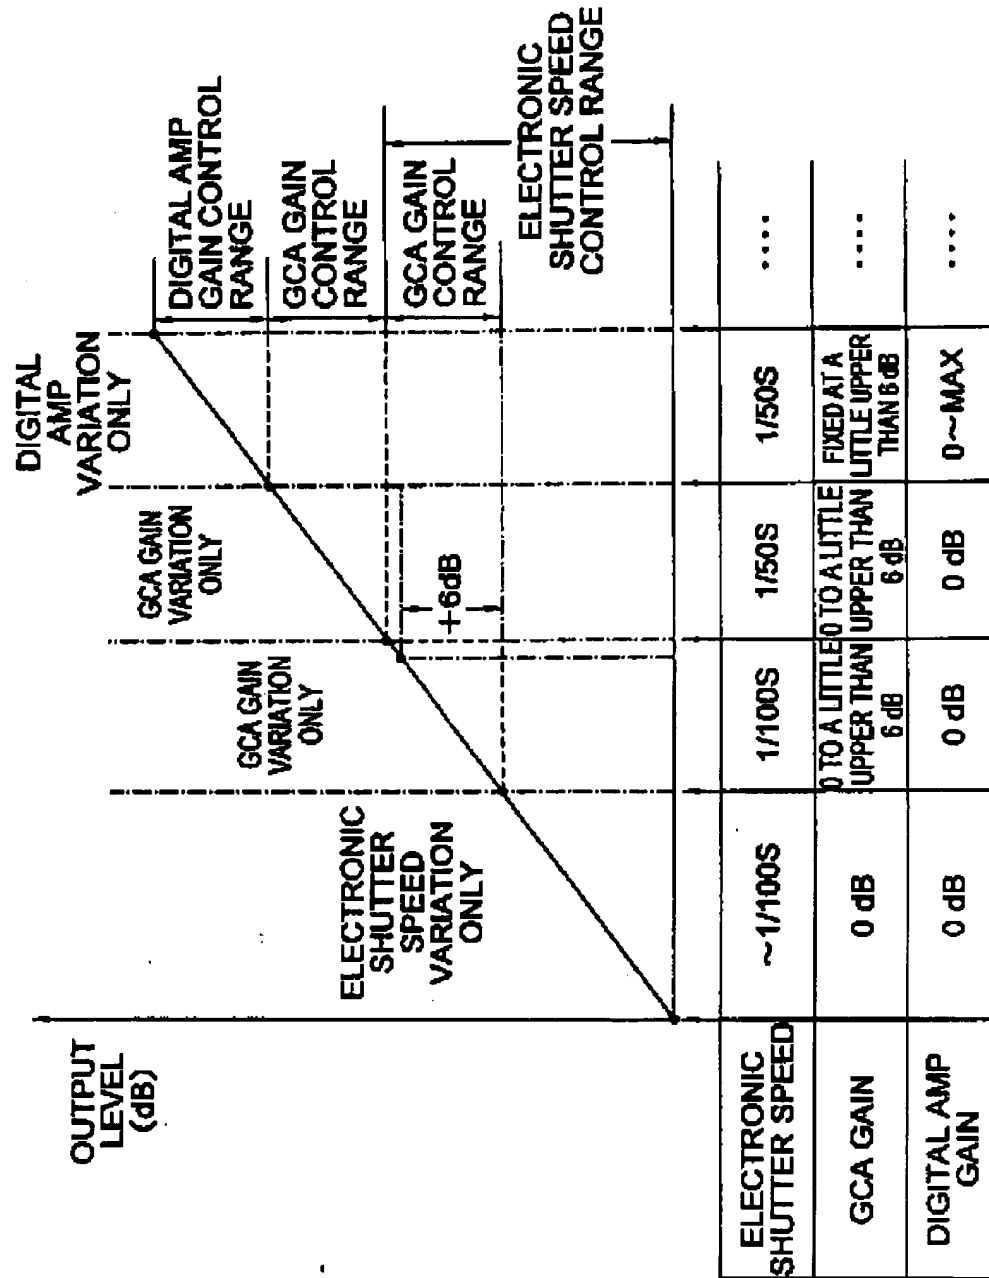 OUTPUT
LEVEL
(dB)
DIGITAL
AMP
VARIATION
ONLY
GCA GAIN
VARIATION
ONLY
GCA GAIN
VARIATION
ONLY
ELECTRONIC
SHUTTER
SPEED
VARIATION
ONLY
+6dB
DIGITAL AMP
GAIN CONTROL
RANGE
GCA GAIN
CONTROL
RANGE
GCA GAIN
CONTROL
RANGE
ELECTRONIC
SHUTTER SPEED
CONTROL RANGE
ELECTRONIC
SHUTTER SPEED
~1/100S
1/100S
1/50S
1/50S
....
GCA GAIN
0 dB
0 TO A LITTLE
UPPER THAN
6 dB
0 TO A LITTLE
UPPER THAN
6 dB
FIXED AT A
LITTLE UPPER
THAN 6 dB
....
DIGITAL AMP
GAIN
0 dB
0 dB
0 dB
0~MAX
.....